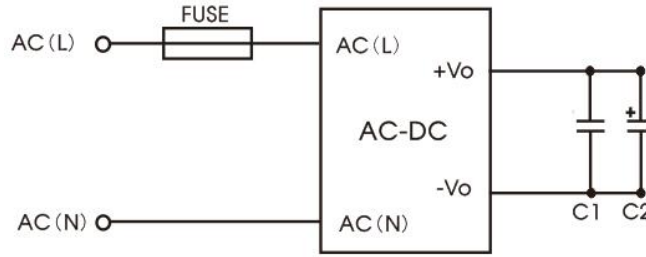 FUSE
AC(L)
AC(L)
+Vo
AC-DC
-Vo
AC(N)
AC(N)
C1
C2
+